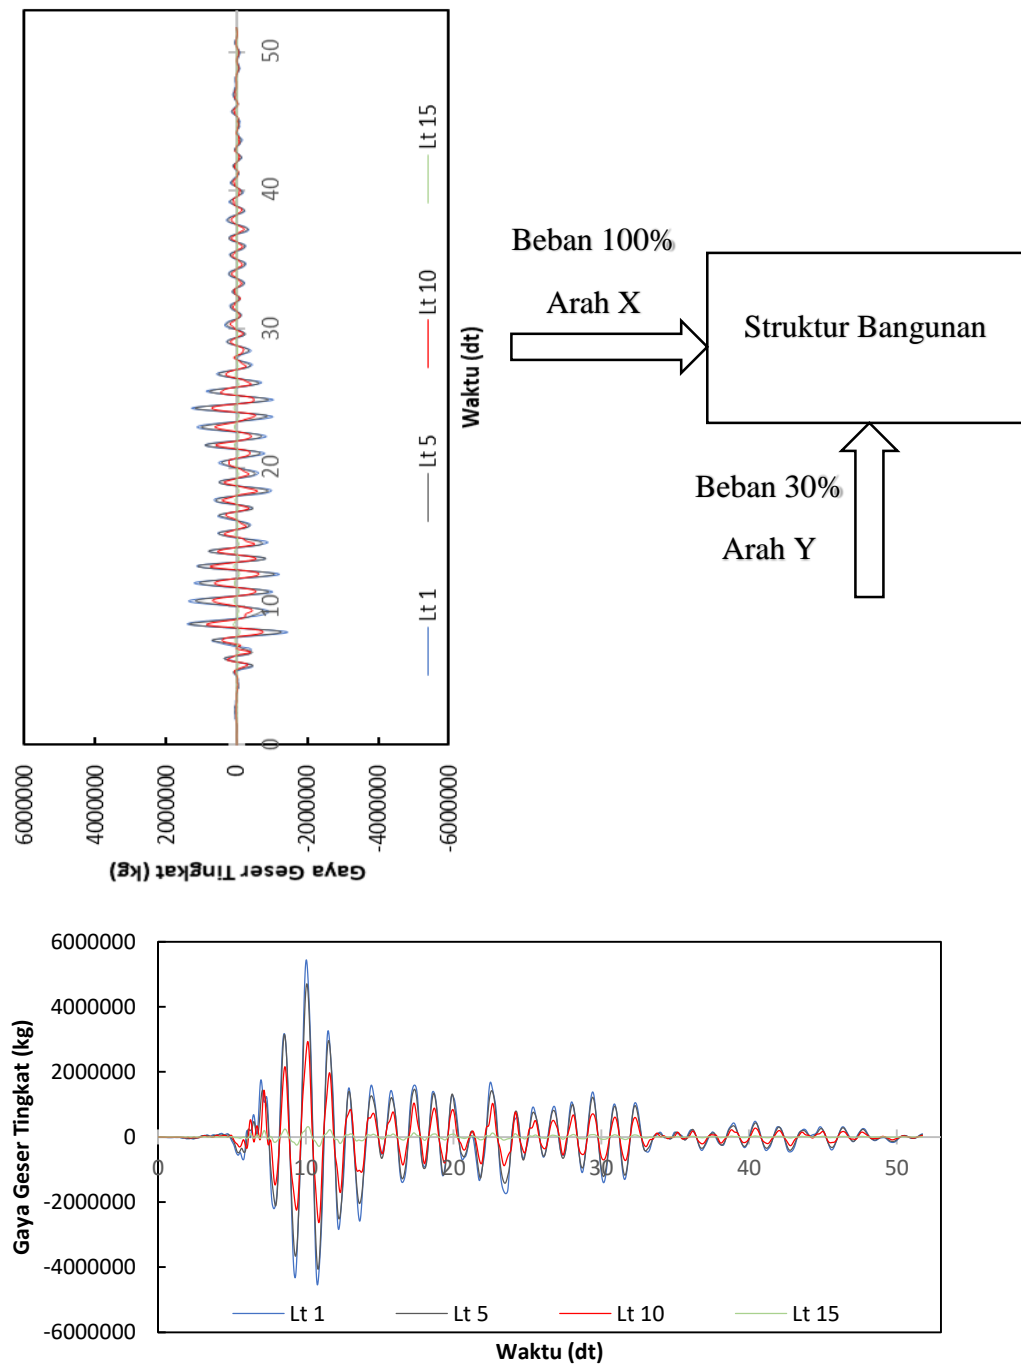 6000000
4000000
2000000
0
-2000000
-4000000
-6000000
Gaya Geser Tingkat (kg)
0
10
20
30
40
50
Waktu (dt)
Lt 1
Lt 5
Lt 10
Lt 15
Beban 100%
Arah X
Struktur Bangunan
Beban 30%
Arah Y
6000000
4000000
2000000
0
-2000000
-4000000
-6000000
Gaya Geser Tingkat (kg)
0 10 20 30 40 50
Lt 1 Lt 5 Lt 10 Lt 15
Waktu (dt)